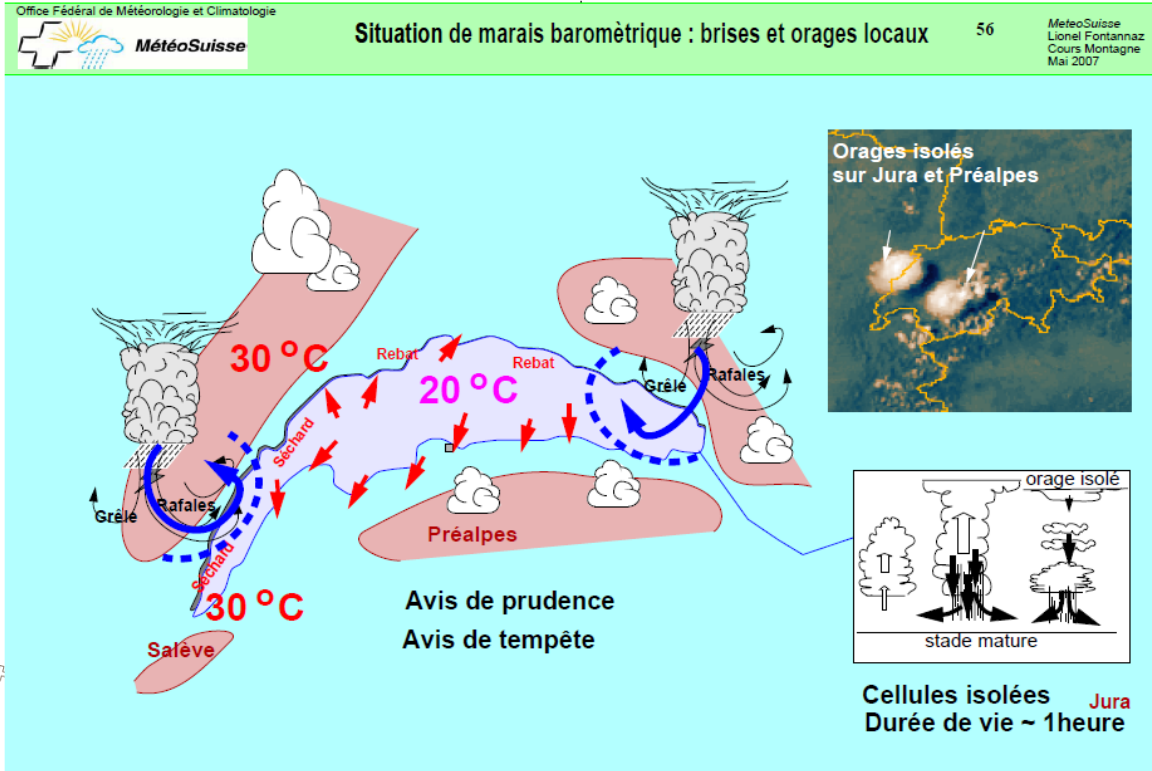 Office Fédéral de Météorologie et Climatologie
MétéoSuisse
Situation de marais baromètrique : brises et orages locaux
56
MeteoSuisse
Lionel Fontannaz
Cours Montagne
Mai 2007
Orages isolés
sur Jura et Préalpes
30 °C
Rebat
Rebat
20 °C
Grêle
Rafales
Séchard
Grêle
Rafales
Séchard
30 °C
Salève
Préalpes
Avis de prudence
Avis de tempête
orage isolé
stade mature
Cellules isolées
Jura
Durée de vie ~ 1heure